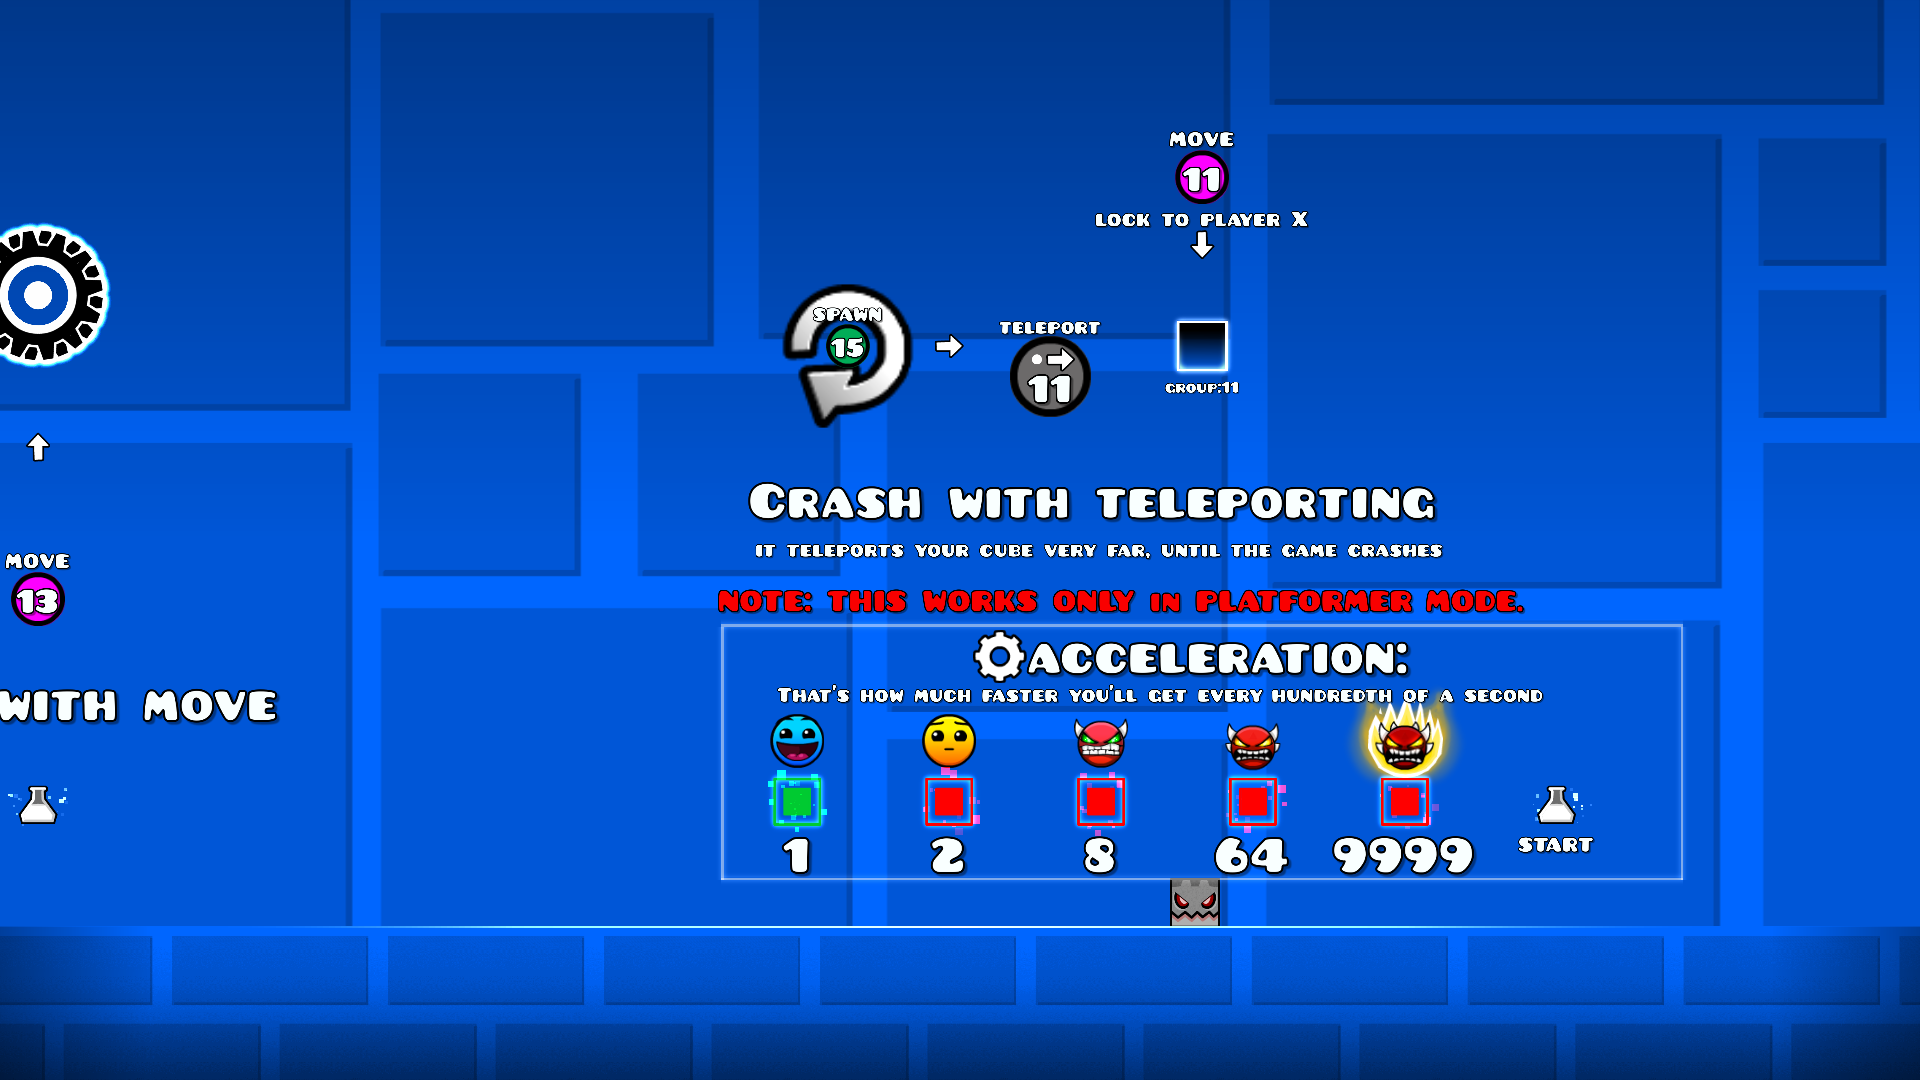 MOVE
11
LOCK TO PLAYER X
SPAWN
15
TELEPORT
11
GROUP:11
CRASH WITH TELEPORTING
IT TELEPORTS YOUR CUBE VERY FAR, UNTIL THE GAME CRASHES
MOVE
13
NOTE: THIS WORKS ONLY in PLATFORMER MODE.
ACCELERATION:
THAT'S HOW MUCH FASTER YOU'LL GET EVERY HUNDREDTH OF A SECOND
WITH MOVE
1
2
8
64
9999
START